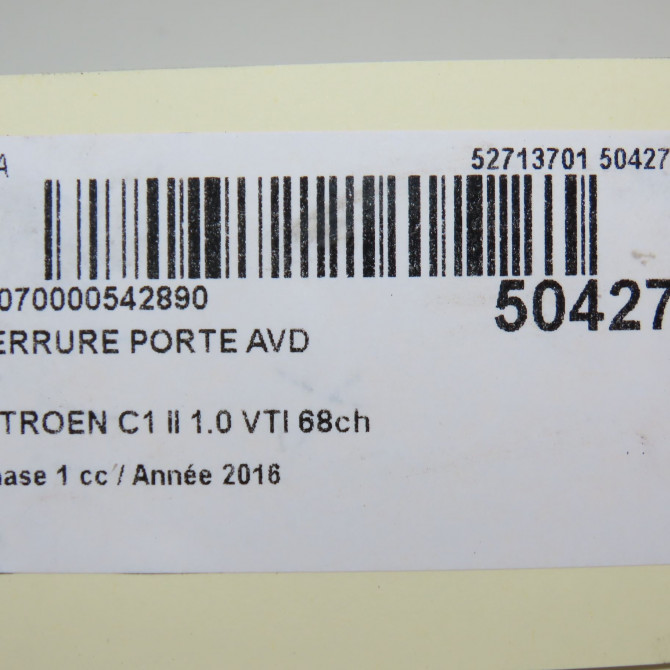 A 52713701 50427
070000542890 50427
ERRURE PORTE AVD
TROEN C1 II 1.0 VTI 68ch
hase 1 cc / Année 2016